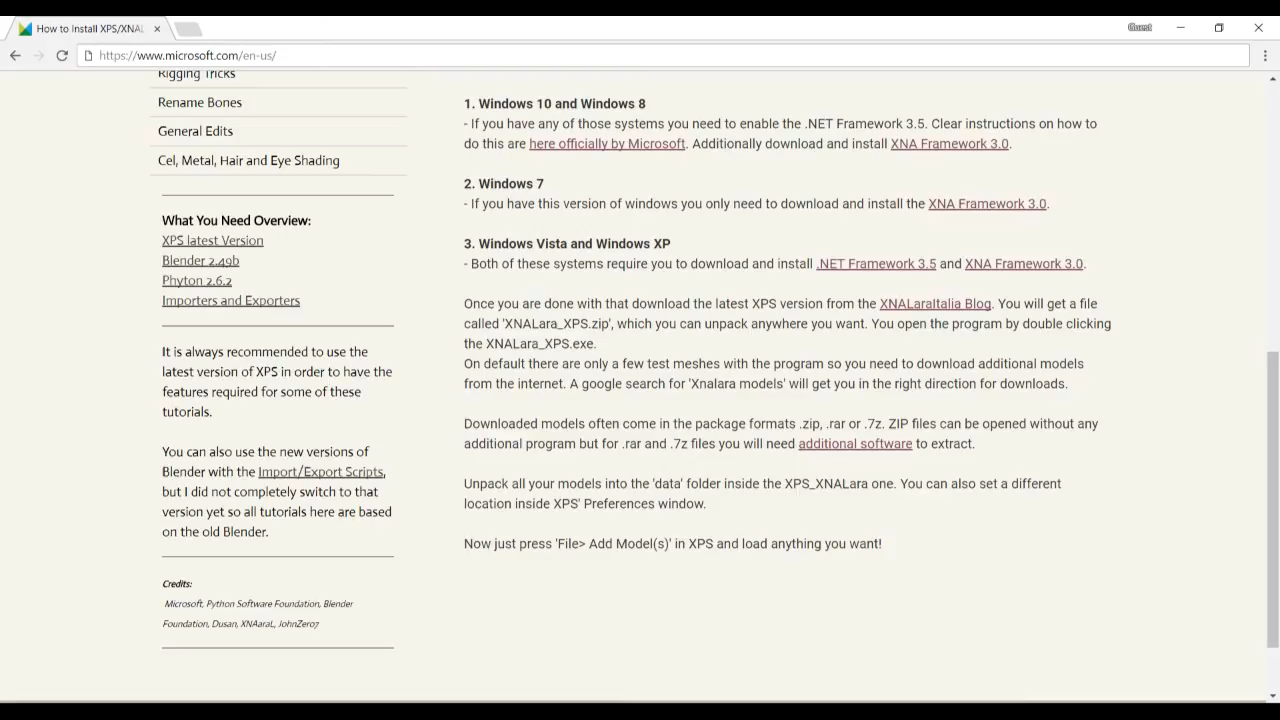 How to Install XPS/XNAL
Guest
https://www.microsoft.com/en-us/
Rigging Tricks
Rename Bones
General Edits
Cel, Metal, Hair and Eye Shading
What You Need Overview:
XPS latest Version
Blender 2.49b
Phyton 2.6.2
Importers and Exporters
It is always recommended to use the
latest version of XPS in order to have the
features required for some of these
tutorials.
You can also use the new versions of
Blender with the Import/Export Scripts,
but I did not completely switch to that
version yet so all tutorials here are based
on the old Blender.
Credits:
Microsoft, Python Software Foundation, Blender
Foundation, Dusan, XNAaraL, JohnZero7
1. Windows 10 and Windows 8
- If you have any of those systems you need to enable the .NET Framework 3.5. Clear instructions on how to
do this are here officially by Microsoft. Additionally download and install XNA Framework 3.0.
2. Windows 7
- If you have this version of windows you only need to download and install the XNA Framework 3.0.
3. Windows Vista and Windows XP
- Both of these systems require you to download and install .NET Framework 3.5 and XNA Framework 3.0.
Once you are done with that download the latest XPS version from the XNALaraItalia Blog. You will get a file
called 'XNALara_XPS.zip', which you can unpack anywhere you want. You open the program by double clicking
the XNALara_XPS.exe.
On default there are only a few test meshes with the program so you need to download additional models
from the internet. A google search for 'Xnalara models' will get you in the right direction for downloads.
Downloaded models often come in the package formats .zip, .rar or .7z. ZIP files can be opened without any
additional program but for .rar and .7z files you will need additional software to extract.
Unpack all your models into the 'data' folder inside the XPS_XNALara one. You can also set a different
location inside XPS' Preferences window.
Now just press 'File> Add Model(s)' in XPS and load anything you want!